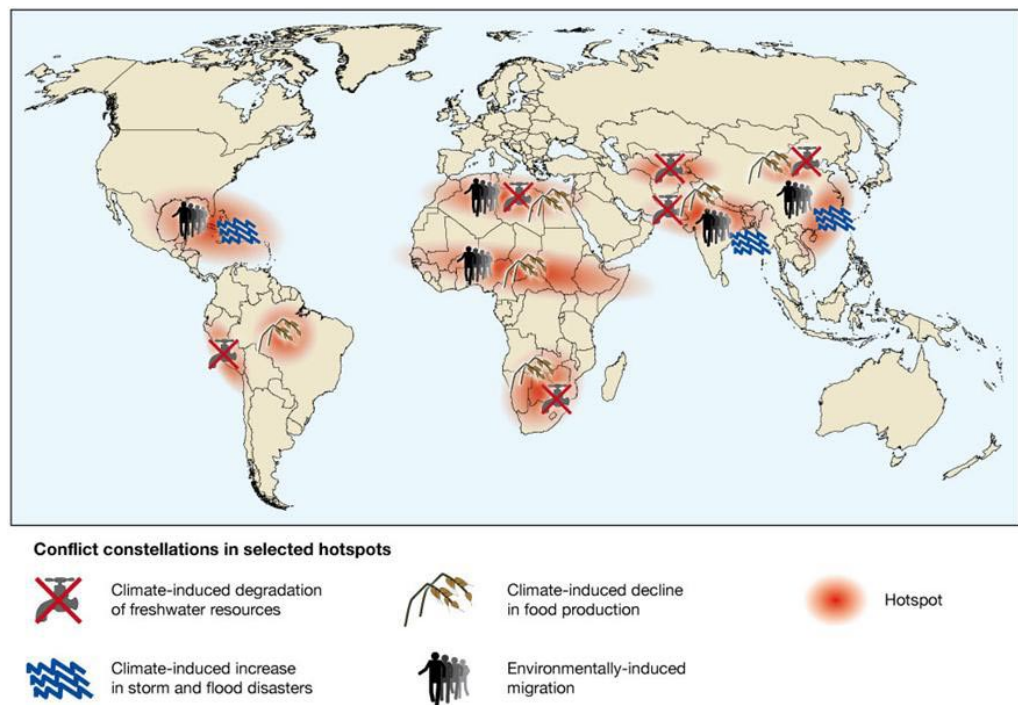 Conflict constellations in selected hotspots
Climate-induced degradation
of freshwater resources
Climate-induced decline
in food production
Hotspot
Climate-induced increase
in storm and flood disasters
Environmentally-induced
migration